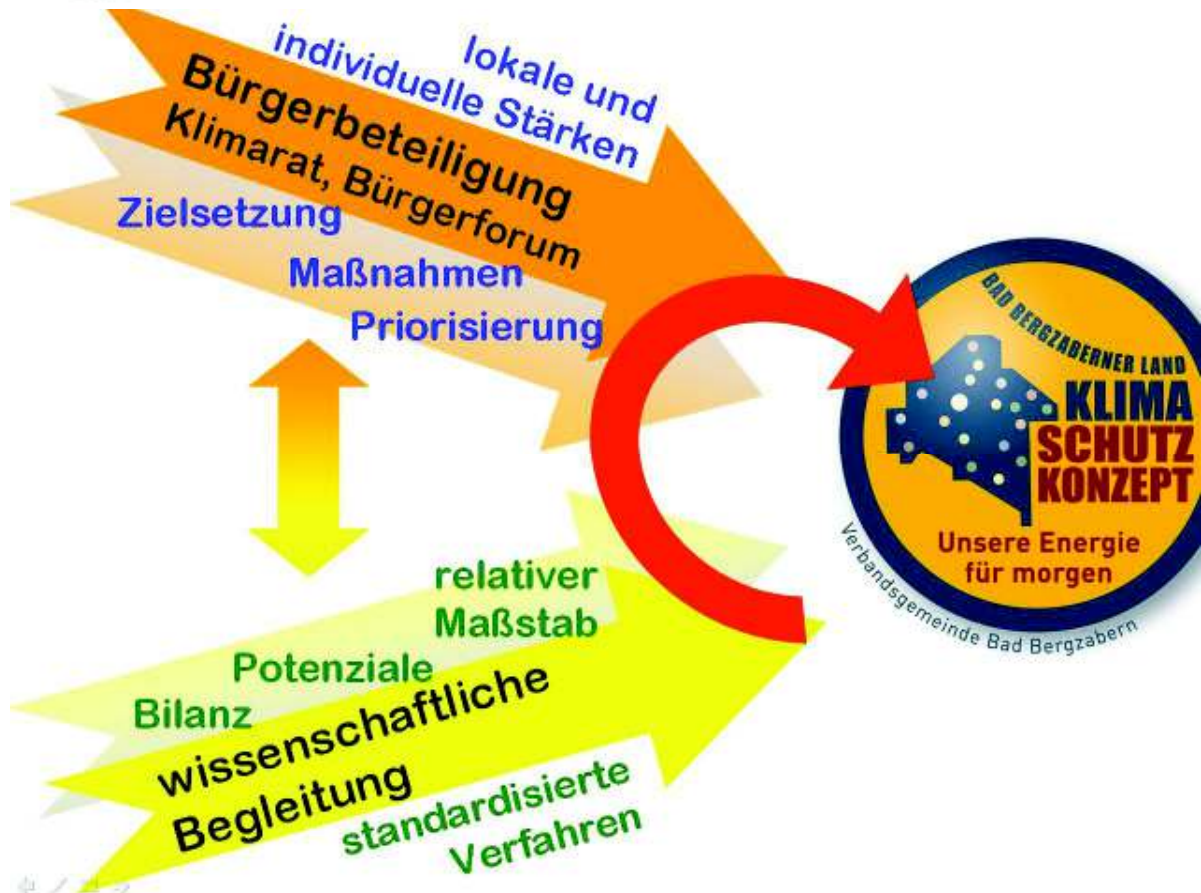 lokale und
individuelle Stärken
Bürgerbeteiligung
Klimarat, Bürgerforum
Zielsetzung
Maßnahmen
Priorisierung
relativer
Maßstab
Potenziale
Bilanz
wissenschaftliche
Begleitung
standardisierte
Verfahren
BAD BERGZABERNER LAND
KLIMA
SCHUTZ
KONZEPT
Unsere Energie
für morgen
Verbandsgemeinde Bad Bergzabern